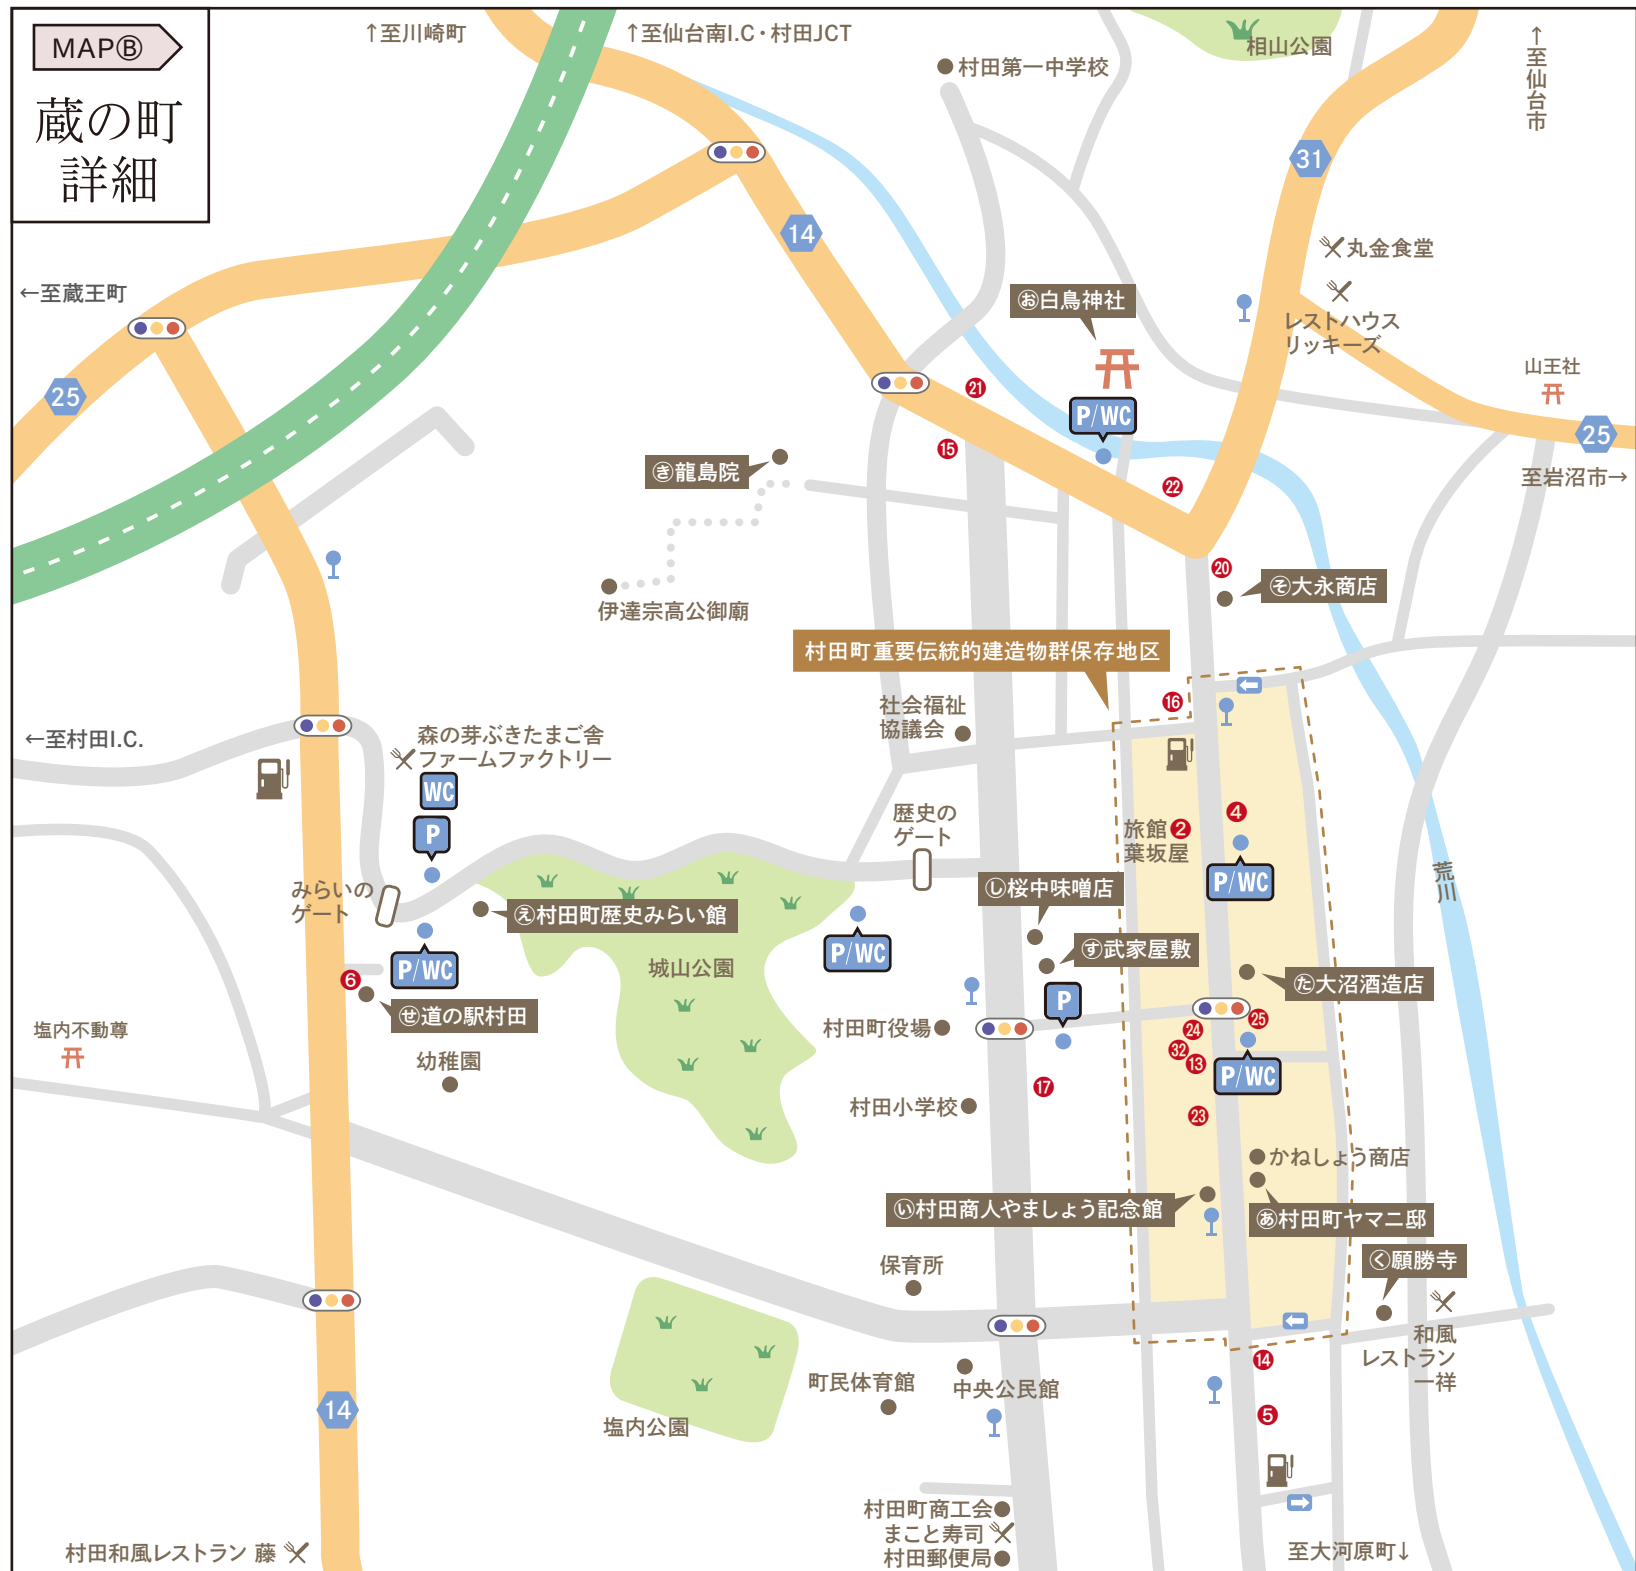 MAPⒷ
蔵の町
詳細
↑至川崎町
↑至仙台南I.C・村田JCT
村田第一中学校
相山公園
↑至仙台市
31
14
丸金食堂
←至蔵王町
㋔白鳥神社
レストハウス
リッキーズ
山王社
25
21
P/WC
15
25
㋖龍島院
至岩沼市→
22
20
㋞大永商店
伊達宗高公御廟
村田町重要伝統的建造物群保存地区
16
社会福祉
協議会
←至村田I.C.
森の芽ぶきたまご舎
ファームファクトリー
WC
P
歴史の
ゲート
4
旅館2
葉坂屋
P/WC
荒川
みらいの
ゲート
し桜中味噌店
え村田町歴史みらい館
P/WC
P/WC
城山公園
す武家屋敷
6
た大沼酒造店
P
せ道の駅村田
塩内不動尊
村田町役場
25
24
32
13
P/WC
幼稚園
17
村田小学校
23
かねしょう商店
い村田商人やましょう記念館
あ村田町ヤマニ邸
く願勝寺
保育所
和風
レストラン
一祥
14
町民体育館
中央公民館
14
5
塩内公園
村田町商工会
まこと寿司
村田郵便局
村田和風レストラン 藤
至大河原町↓